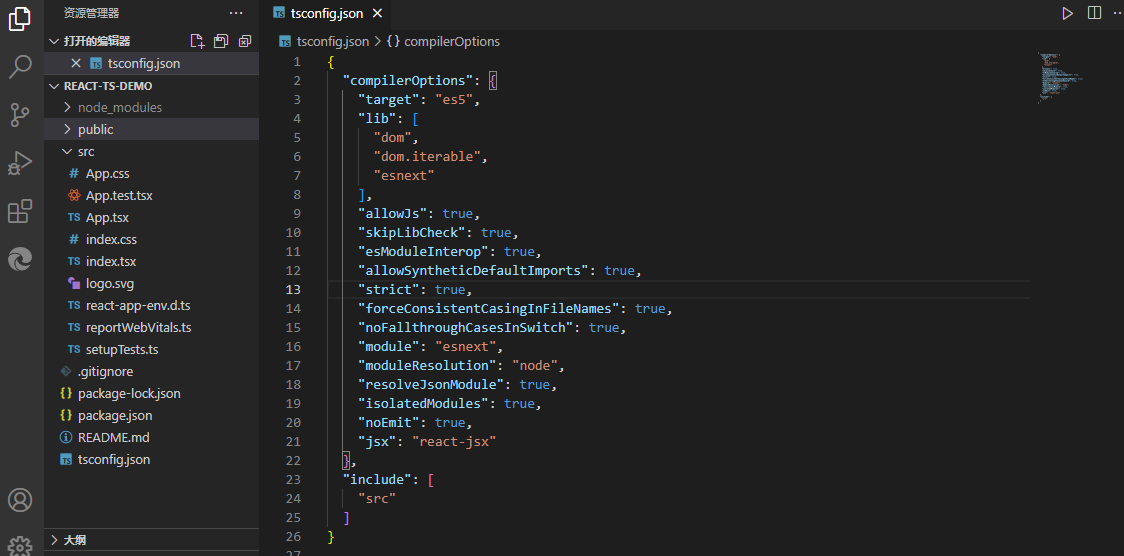 资源管理器
打开的编辑器
tsconfig.json
REACT-TS-DEMO
node_modules
public
src
# App.css
App.test.tsx
TS App.tsx
# index.css
TS index.tsx
logo.svg
TS react-app-env.d.ts
TS reportWebVitals.ts
TS setupTests.ts
.gitignore
{} package-lock.json
{} package.json
README.md
TS tsconfig.json
大纲
TS tsconfig.json
TS tsconfig.json > {} compilerOptions
1 {
2 "compilerOptions": {
3 "target": "es5",
4 "lib": [
5 "dom",
6 "dom.iterable",
7 "esnext"
8 ],
9 "allowJs": true,
10 "skipLibCheck": true,
11 "esModuleInterop": true,
12 "allowSyntheticDefaultImports": true,
13 "strict": true,
14 "forceConsistentCasingInFileNames": true,
15 "noFallthroughCasesInSwitch": true,
16 "module": "esnext",
17 "moduleResolution": "node",
18 "resolveJsonModule": true,
19 "isolatedModules": true,
20 "noEmit": true,
21 "jsx": "react-jsx"
22 },
23 "include": [
24 "src"
25 ]
26 }
27